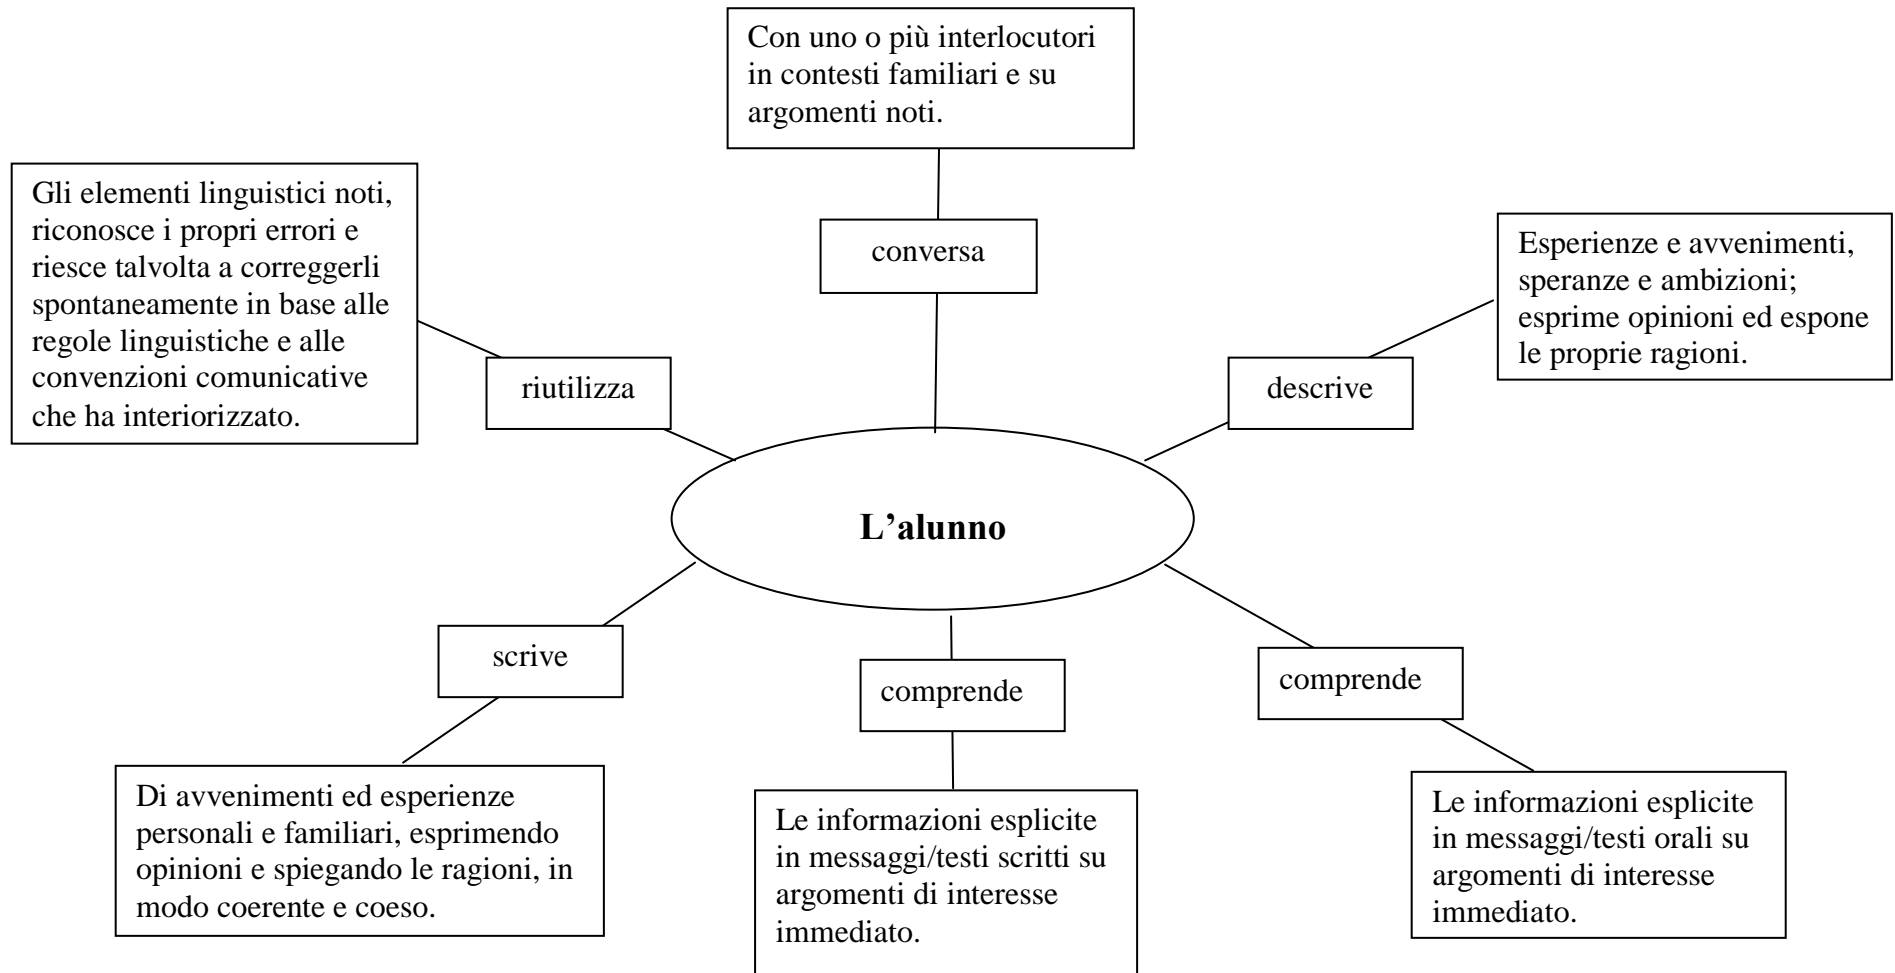 Con uno o più interlocutori
in contesti familiari e su
argomenti noti.
Gli elementi linguistici noti,
riconosce i propri errori e
riesce talvolta a correggerli
spontaneamente in base alle
regole linguistiche e alle
convenzioni comunicative
che ha interiorizzato.
conversa
Esperienze e avvenimenti,
speranze e ambizioni;
esprime opinioni ed espone
le proprie ragioni.
riutilizza
descrive
L’alunno
scrive
comprende
comprende
Di avvenimenti ed esperienze
personali e familiari, esprimendo
opinioni e spiegando le ragioni, in
modo coerente e coeso.
Le informazioni esplicite
in messaggi/testi scritti su
argomenti di interesse
immediato.
Le informazioni esplicite
in messaggi/testi orali su
argomenti di interesse
immediato.